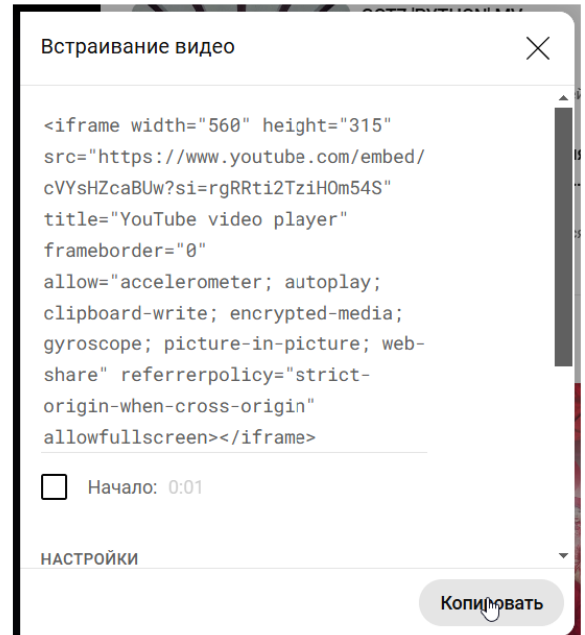 Встраивание видео
<iframe width="560" height="315"
src="https://www.youtube.com/embed/
cVYsHZcaBUw?si=rgRRti2TziHOm54S"
title="YouTube video player"
frameborder="0"
allow="accelerometer; autoplay;
clipboard-write; encrypted-media;
gyroscope; picture-in-picture; web-
share" referrerpolicy="strict-
origin-when-cross-origin"
allowfullscreen></iframe>
Начало: 0:01
НАСТРОЙКИ
Копировать